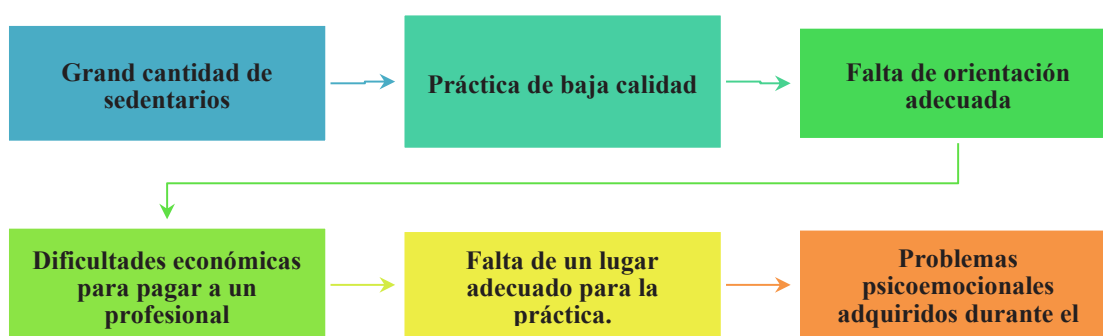 Grand cantidad de
sedentarios
Práctica de baja calidad
Falta de orientación
adecuada
Dificultades económicas
para pagar a un
profesional
Falta de un lugar
adecuado para la
práctica.
Problemas
psicoemocionales
adquiridos durante el